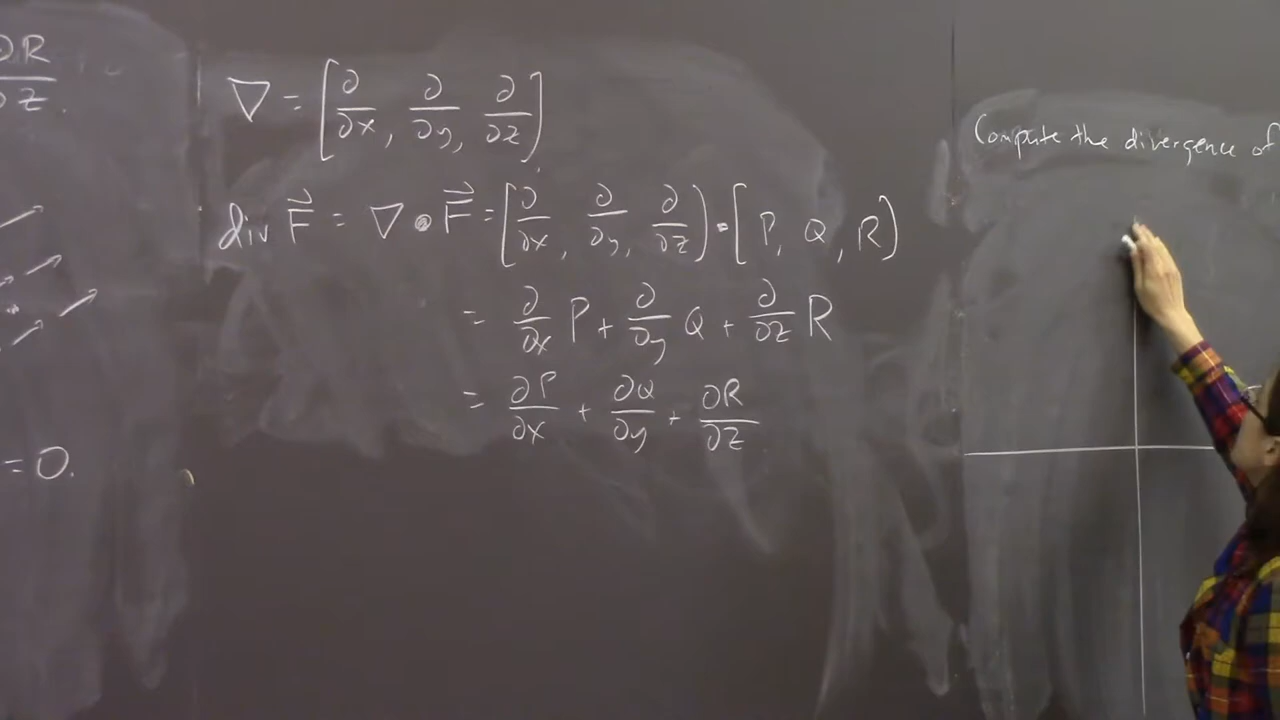 ∂R
∂z.
= 0.
∇ = [∂/∂x, ∂/∂y, ∂/∂z].
div F⃗ = ∇ • F⃗ = [∂/∂x, ∂/∂y, ∂/∂z] • [P, Q, R]
= ∂/∂x P + ∂/∂y Q + ∂/∂z R
= ∂P/∂x + ∂Q/∂y + ∂R/∂z
Compute the divergence of